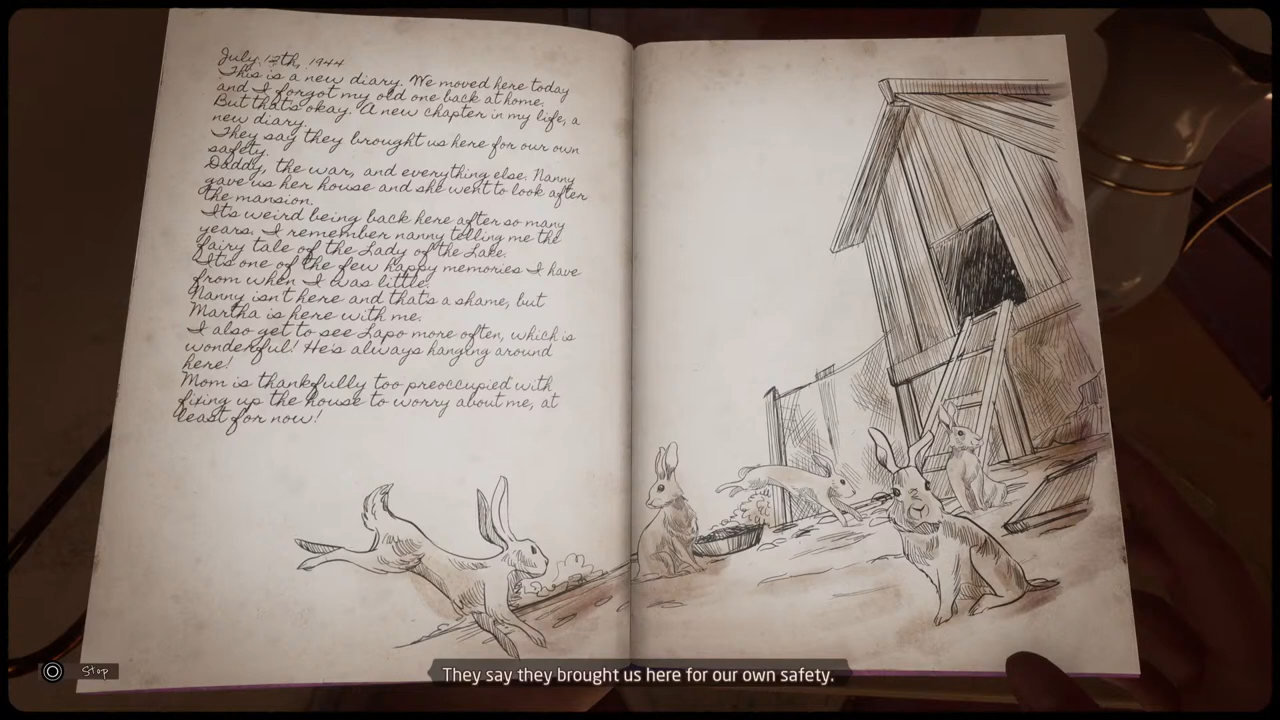 July 13th, 1944
This is a new diary. We moved here today
and I forgot my old one back at home.
But that's okay. A new chapter in my life, a
new diary.
They say they brought us here for our own
safety.
Daddy, the war, and everything else. Nanny
gave us her house and she went to look after
the mansion.
It's weird being back here after so many
years. I remember nanny telling me the
fairy tale of the Lady of the Lake.
It's one of the few happy memories I have
from when I was little.
Nanny isn't here and that's a shame, but
Martha is here with me.
I also get to see Lapo more often, which is
wonderful! He's always hanging around
here!
Mom is thankfully too preoccupied with
fixing up the house to worry about me, at
least for now!
Stop
They say they brought us here for our own safety.